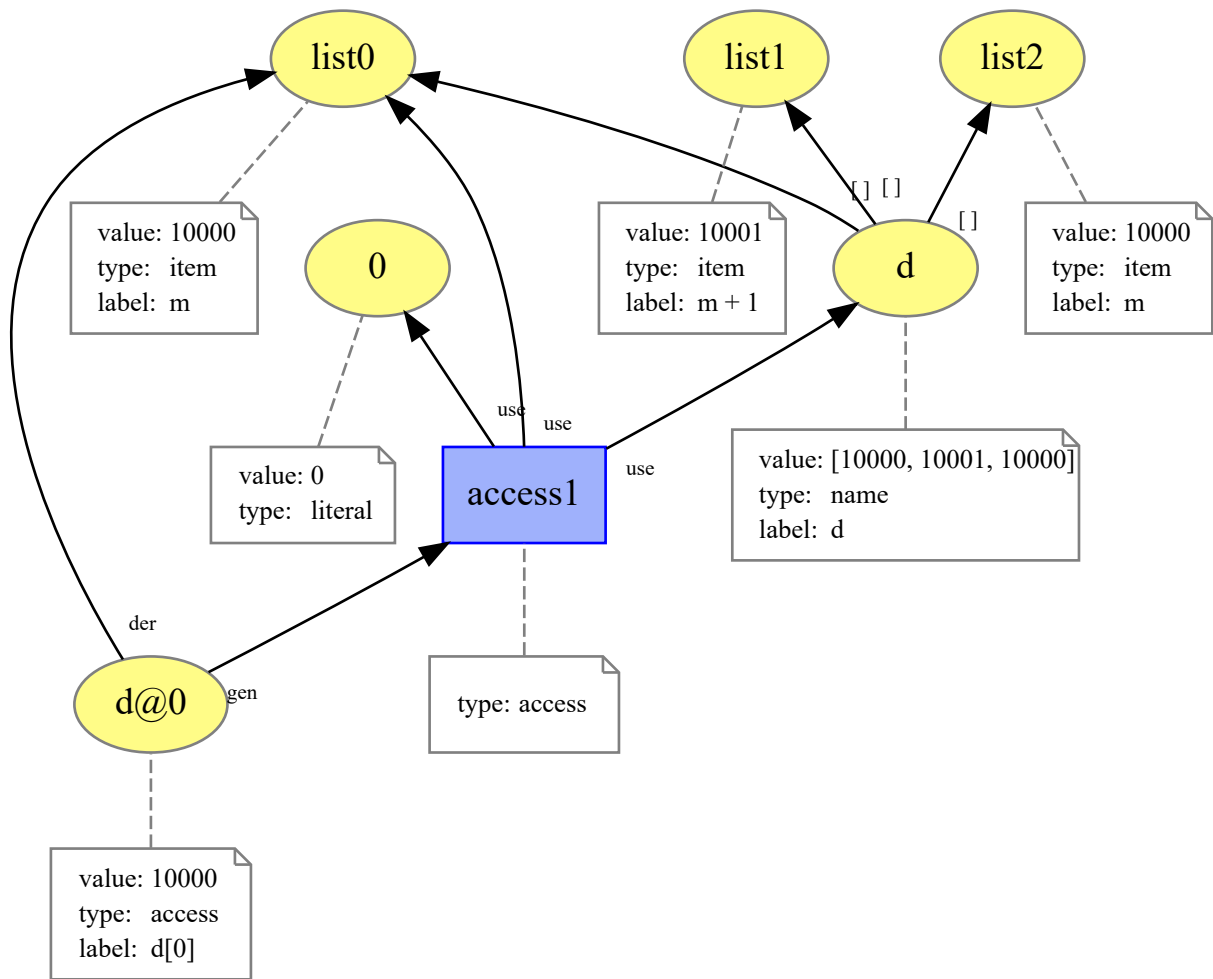 list0
list1
list2
[ ]
[ ]
[ ]
value: 10000
type: item
label: m
0
value: 10001
type: item
label: m + 1
d
value: 10000
type: item
label: m
use
use
use
value: 0
type: literal
access1
value: [10000, 10001, 10000]
type: name
label: d
der
gen
d@0
type: access
value: 10000
type: access
label: d[0]